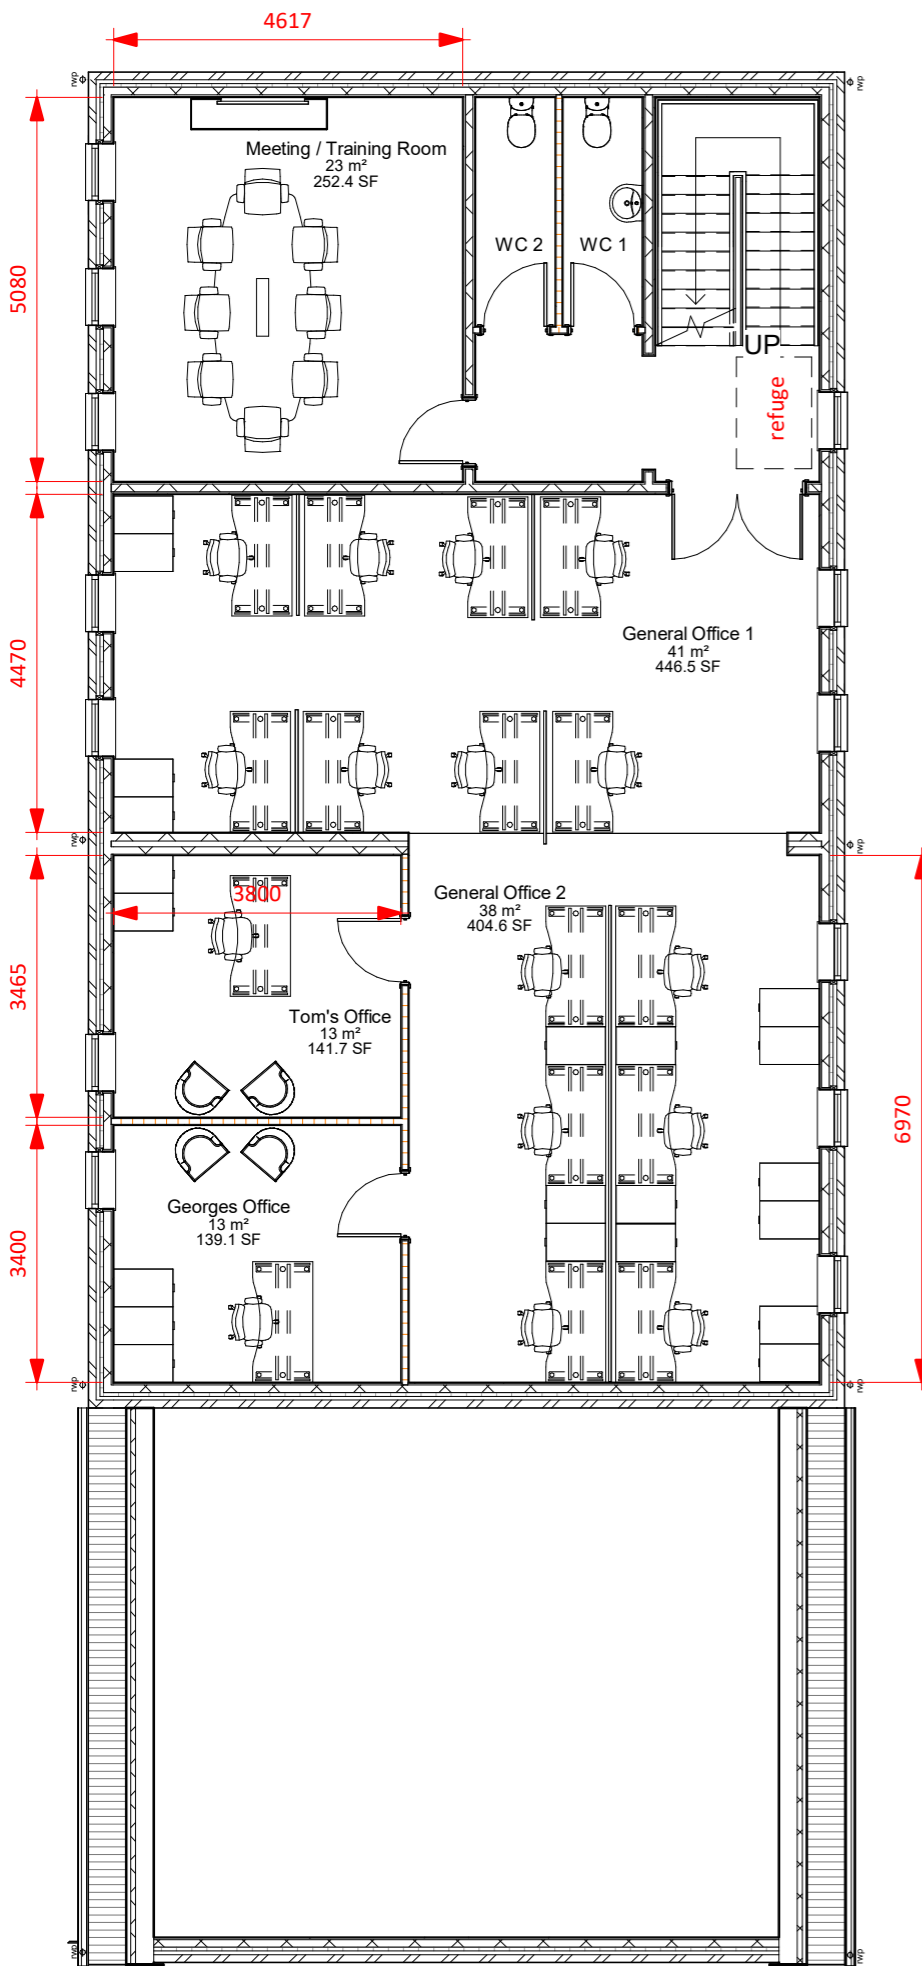 4617
rwp
rwp
Meeting / Training Room
23 m²
252.4 SF
5080
WC 2
WC 1
UP
refuge
General Office 1
41 m²
446.5 SF
4470
rwp
rwp
3800
General Office 2
38 m²
404.6 SF
3465
Tom's Office
13 m²
141.7 SF
6970
Georges Office
13 m²
139.1 SF
3400
rwp
rwp
rwp
rwp